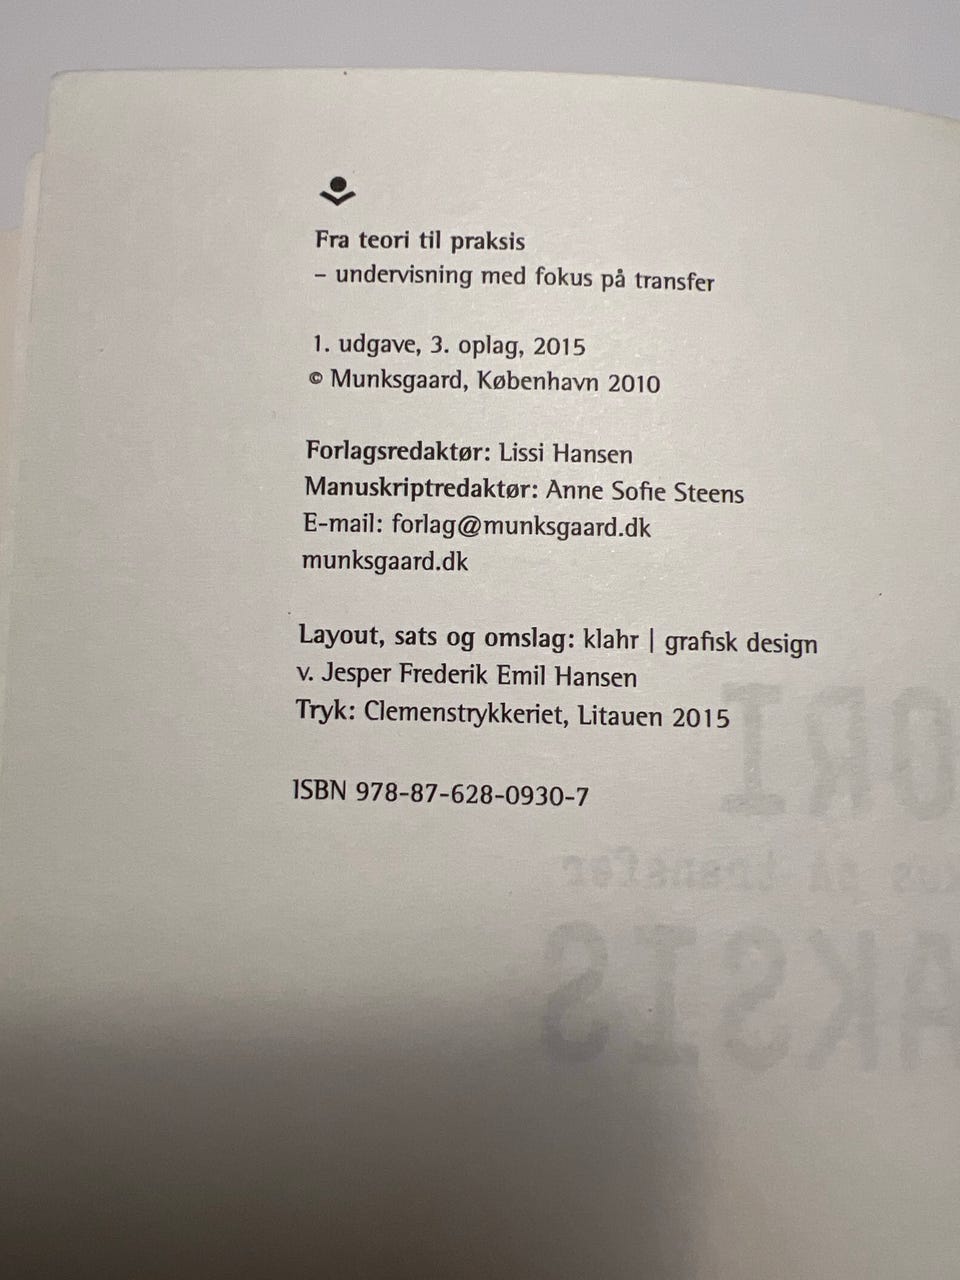 Fra teori til praksis
– undervisning med fokus på transfer
1. udgave, 3. oplag, 2015
© Munksgaard, København 2010
Forlagsredaktør: Lissi Hansen
Manuskriptredaktør: Anne Sofie Steens
E-mail: forlag@munksgaard.dk
munksgaard.dk
Layout, sats og omslag: klahr | grafisk design
v. Jesper Frederik Emil Hansen
Tryk: Clemenstrykkeriet, Litauen 2015
ISBN 978-87-628-0930-7